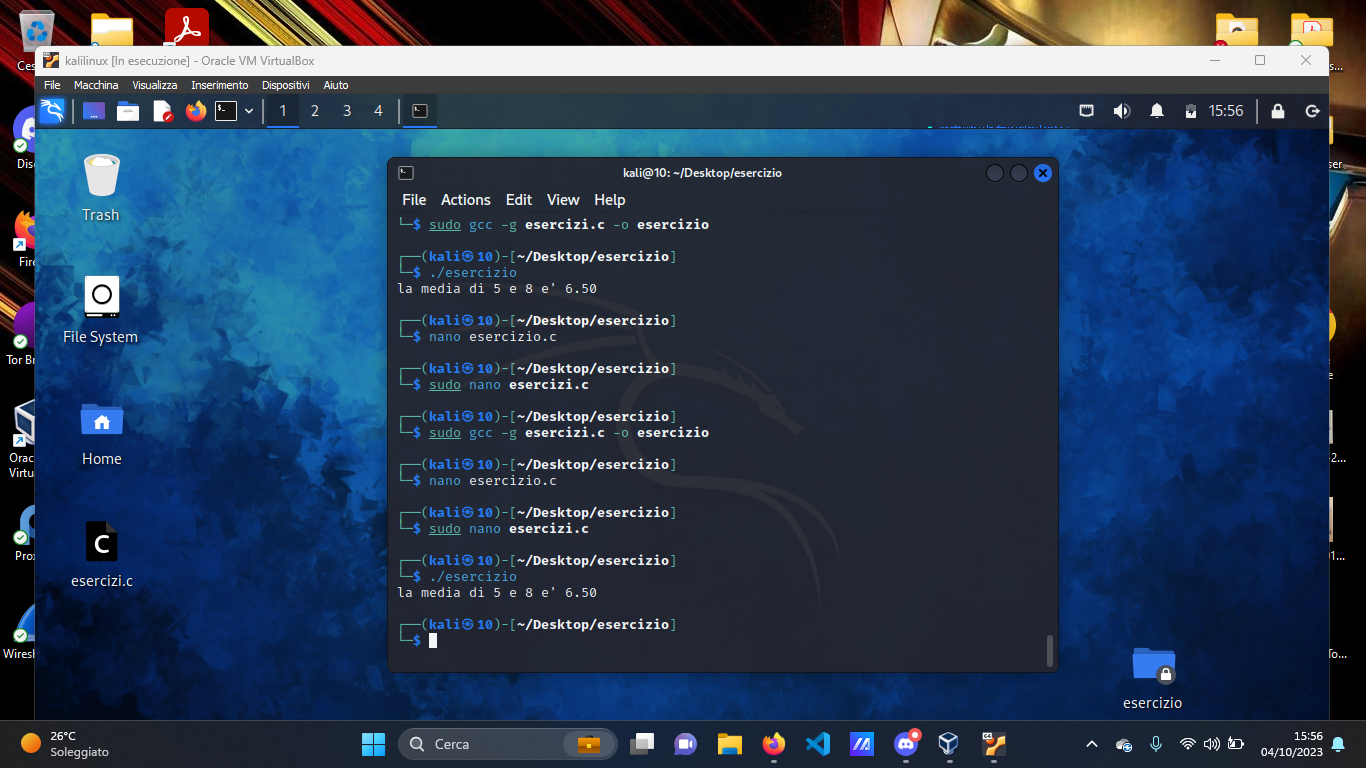 Ces...
kalilinux [In esecuzione] - Oracle VM VirtualBox
File Macchina Visualizza Inserimento Dispositivi Aiuto
1 2 3 4 15:56
Trash
File System
Home
C
esercizi.c
kali@10: ~/Desktop/esercizio
File Actions Edit View Help
└─$ sudo gcc -g esercizi.c -o esercizio
┌──(kali㉿10)-[~/Desktop/esercizio]
└─$ ./esercizio
la media di 5 e 8 e' 6.50
┌──(kali㉿10)-[~/Desktop/esercizio]
└─$ nano esercizio.c
┌──(kali㉿10)-[~/Desktop/esercizio]
└─$ sudo nano esercizi.c
┌──(kali㉿10)-[~/Desktop/esercizio]
└─$ sudo gcc -g esercizi.c -o esercizio
┌──(kali㉿10)-[~/Desktop/esercizio]
└─$ nano esercizio.c
┌──(kali㉿10)-[~/Desktop/esercizio]
└─$ sudo nano esercizi.c
┌──(kali㉿10)-[~/Desktop/esercizio]
└─$ ./esercizio
la media di 5 e 8 e' 6.50
┌──(kali㉿10)-[~/Desktop/esercizio]
└─$
esercizio
Disc
Fire
Tor Br
Orac
Virtu
Prox
Wiresh
26°C
Soleggiato
Cerca
15:56
04/10/2023